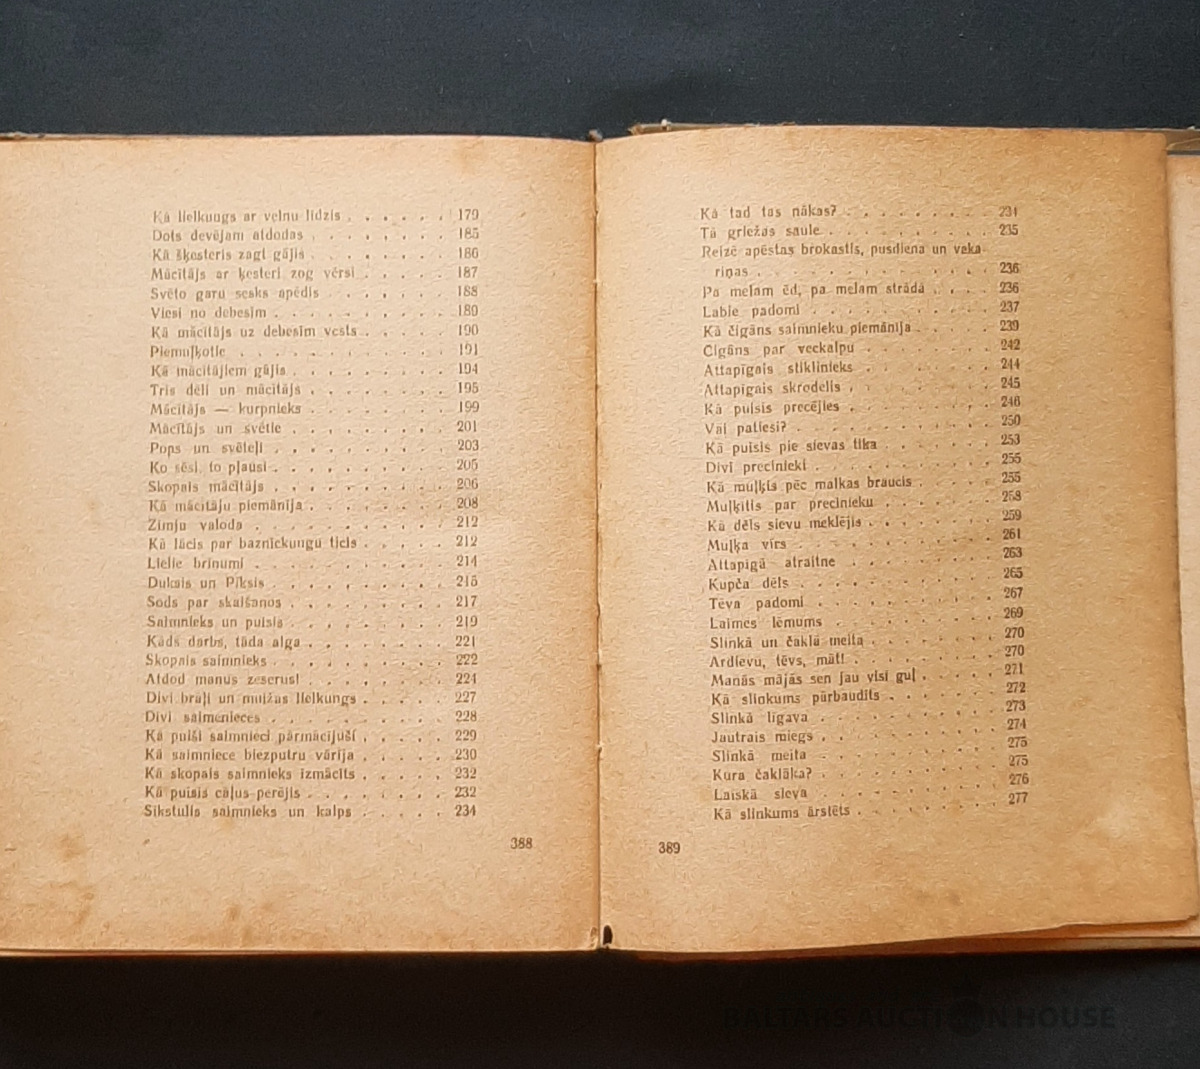 Kā lielkungs ar velnu līdzis . . . . . . 179
Dots devējam atdodas . . . . . . . 185
Kā šķesteris zagt gājis . . . . . . . 186
Mācītājs ar ķesteri zog vērsi . . . . . 187
Svēto garu sesks apēdis . . . . . . . 188
Viesi no debesīm . . . . . . . . . 189
Kā mācītājs uz debesīm vests . . . . . 190
Piemuļķotie . . . . . . . . . . . 191
Kā mācītājiem gājis . . . . . . . . 194
Trīs dēli un mācītājs . . . . . . . . 195
Mācītājs — kurpnieks . . . . . . . 199
Mācītājs un svētie . . . . . . . . 201
Pops un svēteļi . . . . . . . . . 203
Ko sēsi, to pļausi . . . . . . . . . 205
Skopais mācītājs . . . . . . . . . 206
Kā mācītāju piemānīja . . . . . . . 208
Zīmju valoda . . . . . . . . . . 212
Kā lācis par baznīckungu ticis . . . . . 212
Lielie brīnumi . . . . . . . . . . 214
Duksis un Piksis . . . . . . . . . 215
Sods par skaišanos . . . . . . . . 217
Saimnieks un puisis . . . . . . . . 219
Kāds darbs, tāda alga . . . . . . . 221
Skopais saimnieks . . . . . . . . . 222
Atdod manus zeserus! . . . . . . . 224
Divi brāļi un muižas lielkungs . . . . . 227
Divi saimenieces . . . . . . . . . 228
Kā puiši saimnieci pārmācījuši . . . . . 229
Kā saimniece biezputru vārīja . . . . . 230
Kā skopais saimnieks izmācīts . . . . . 232
Kā puisis cāļus perējis . . . . . . . 232
Sīkstulis saimnieks un kalps . . . . . 234
388
Kā tad tas nākas? . . . . . . . . . 231
Tā griežas saule . . . . . . . . . . 235
Reizē apēstas brokastis, pusdiena un vaka-
riņas . . . . . . . . . . . . . 236
Pa melam ēd, pa melam strādā . . . . 236
Labie padomi . . . . . . . . . . 237
Kā čigāns saimnieku piemānīja . . . . . 239
Čigāns par veckalpu . . . . . . . . 242
Attapīgais stiklinieks . . . . . . . . 244
Attapīgais skrodelis . . . . . . . . 245
Kā puisis precējies . . . . . . . . 246
Vai patiesi? . . . . . . . . . . . 250
Kā puisis pie sievas tika . . . . . . 253
Divi precinieki . . . . . . . . . . 255
Kā muļķis pēc malkas braucis . . . . . 255
Muļķītis par precinieku . . . . . . . 258
Kā dēls sievu meklējis . . . . . . . 259
Muļķa vīrs . . . . . . . . . . . 261
Attapīgā atraitne . . . . . . . . . 263
Kupča dēls . . . . . . . . . . . 265
Tēva padomi . . . . . . . . . . 267
Laimes lēmums . . . . . . . . . . 269
Slinkā un čaklā meita . . . . . . . 270
Ardievu, tēvs, māt! . . . . . . . . 270
Manās mājās sen jau visi guļ . . . . . 271
Kā slinkums pārbaudīts . . . . . . . 272
Slinkā līgava . . . . . . . . . . 273
Jautrais miegs . . . . . . . . . . 274
Slinkā meita . . . . . . . . . . 275
Kura čaklāka? . . . . . . . . . . 275
Laiskā sieva . . . . . . . . . . 276
Kā slinkums ārstēts . . . . . . . . 277
389
BALTARS AUCTION HOUSE